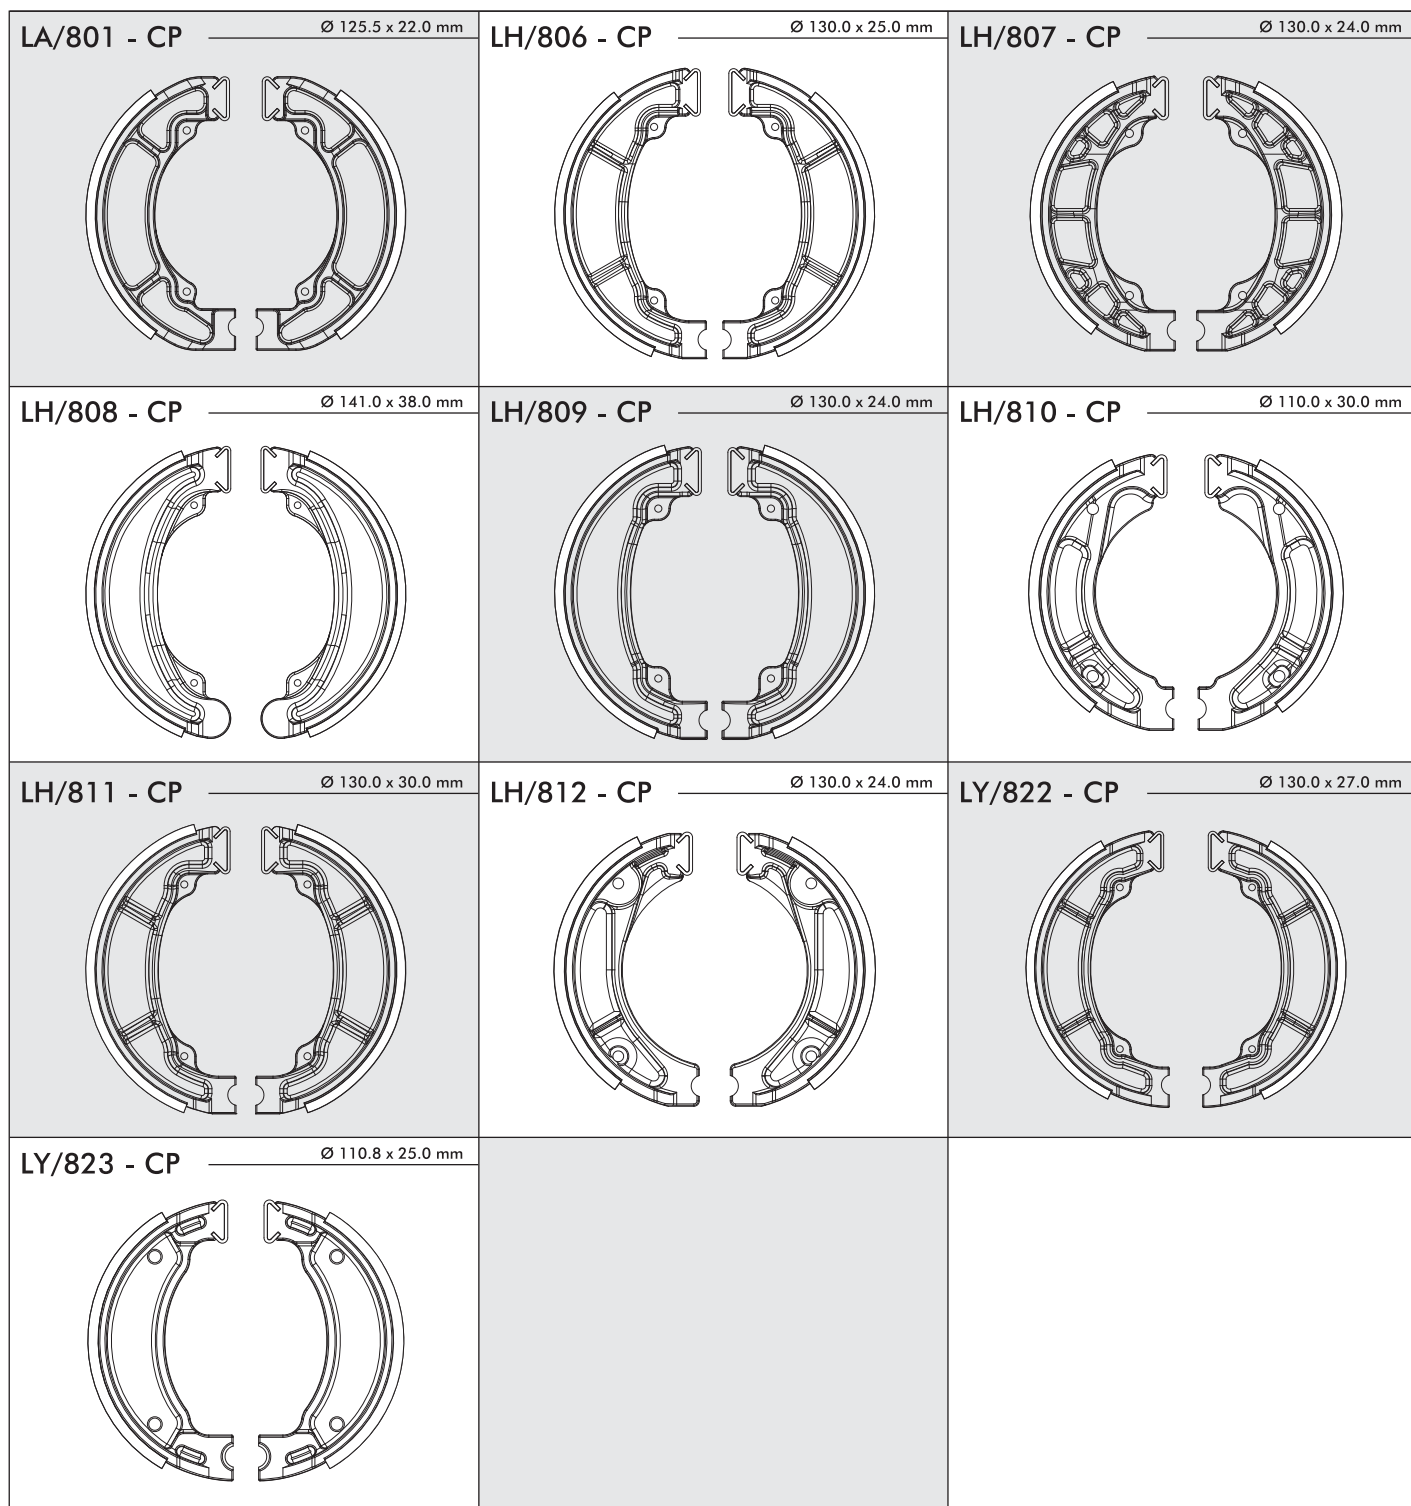 LA/801 - CP
Ø 125.5 x 22.0 mm
LH/806 - CP
Ø 130.0 x 25.0 mm
LH/807 - CP
Ø 130.0 x 24.0 mm
LH/808 - CP
Ø 141.0 x 38.0 mm
LH/809 - CP
Ø 130.0 x 24.0 mm
LH/810 - CP
Ø 110.0 x 30.0 mm
LH/811 - CP
Ø 130.0 x 30.0 mm
LH/812 - CP
Ø 130.0 x 24.0 mm
LY/822 - CP
Ø 130.0 x 27.0 mm
LY/823 - CP
Ø 110.8 x 25.0 mm